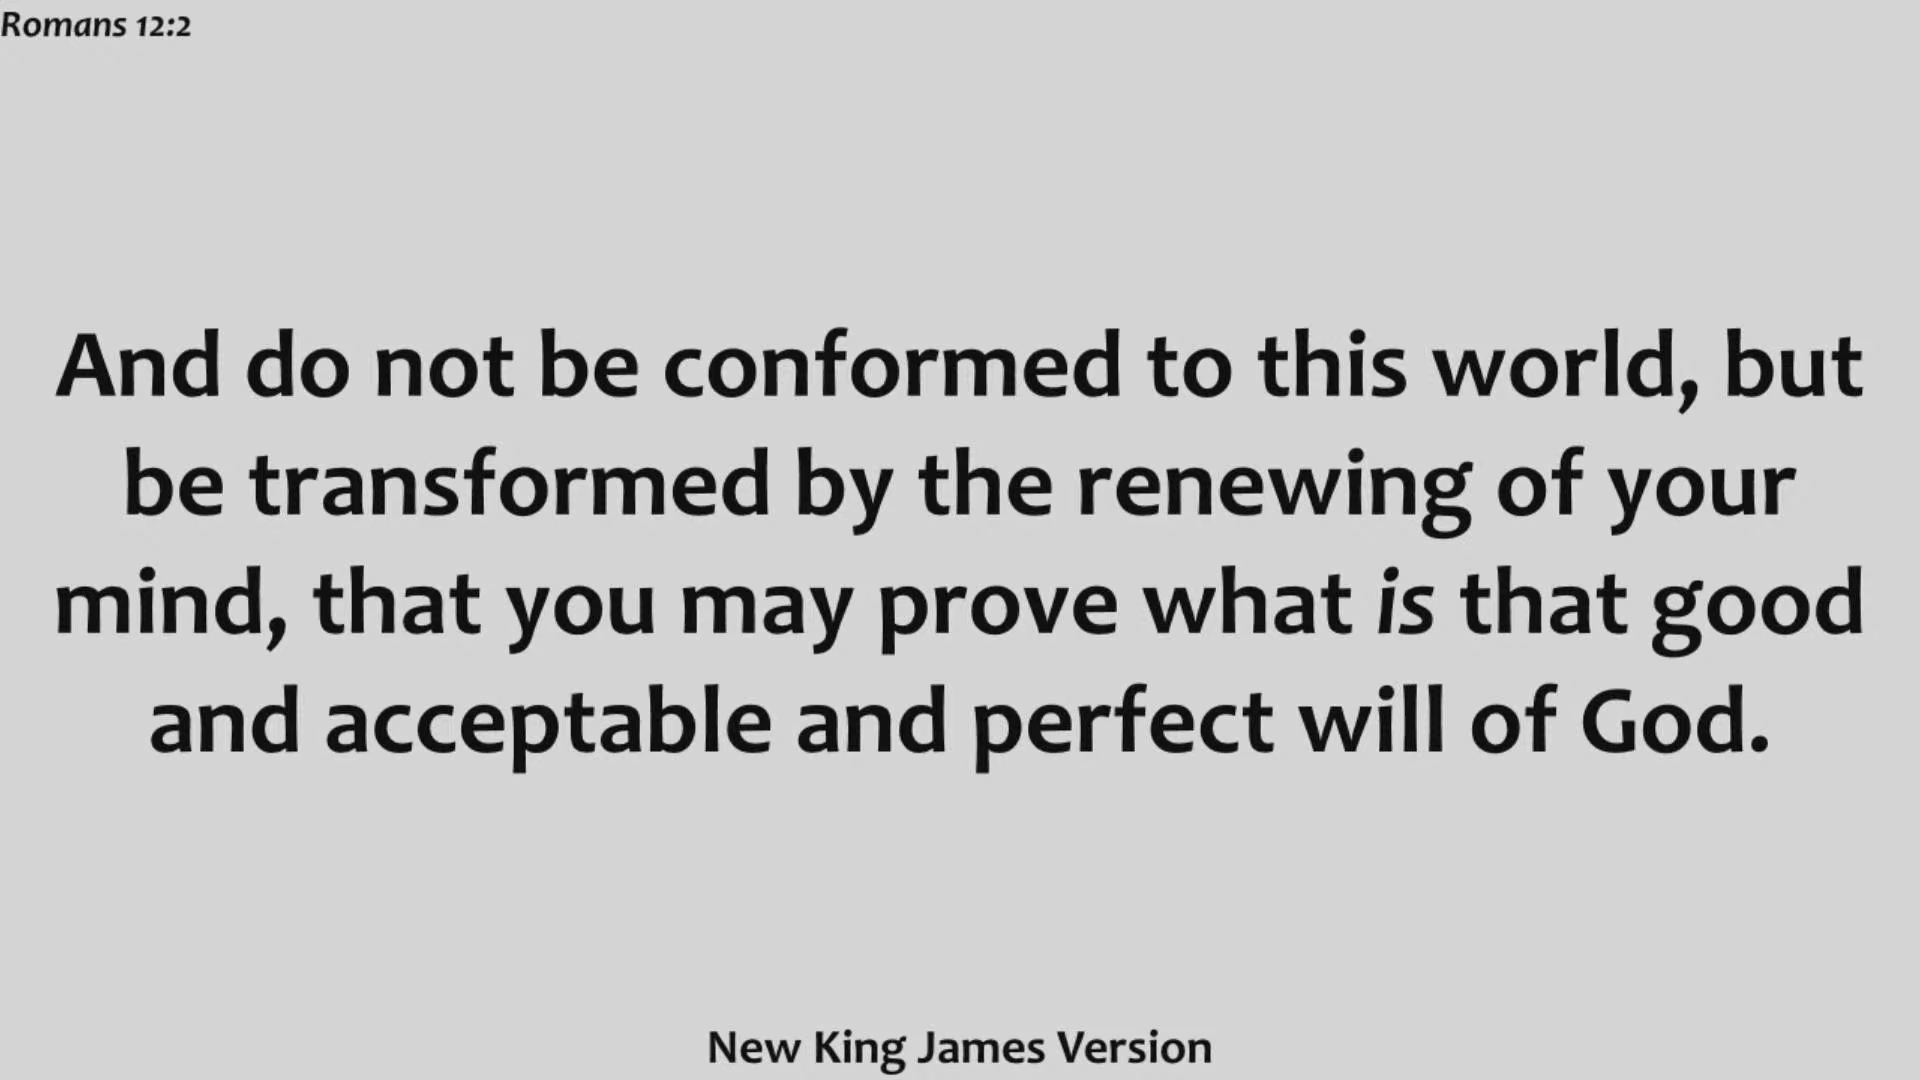 Romans 12:2
And do not be conformed to this world, but
be transformed by the renewing of your
mind, that you may prove what is that good
and acceptable and perfect will of God.
New King James Version